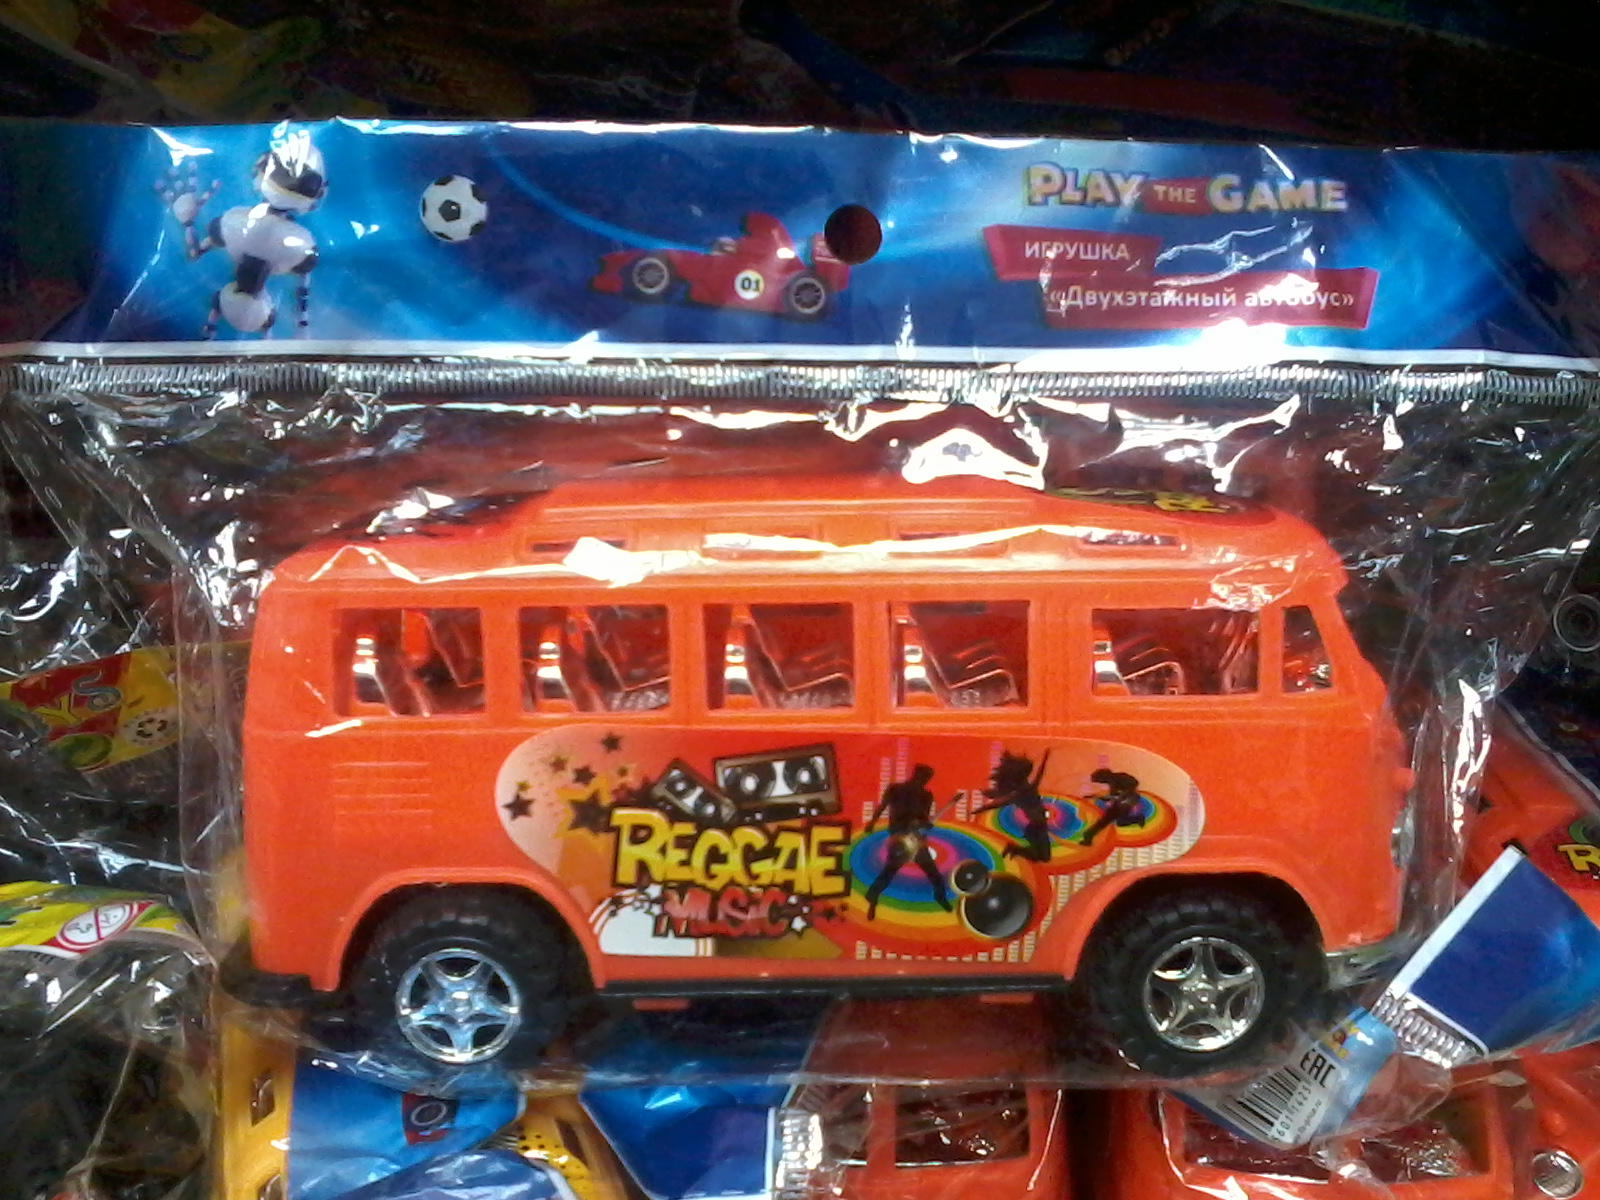 PLAY THE GAME
ИГРУШКА
«Двухэтажный автобус»
01
REGGAE
MUSIC
EAC